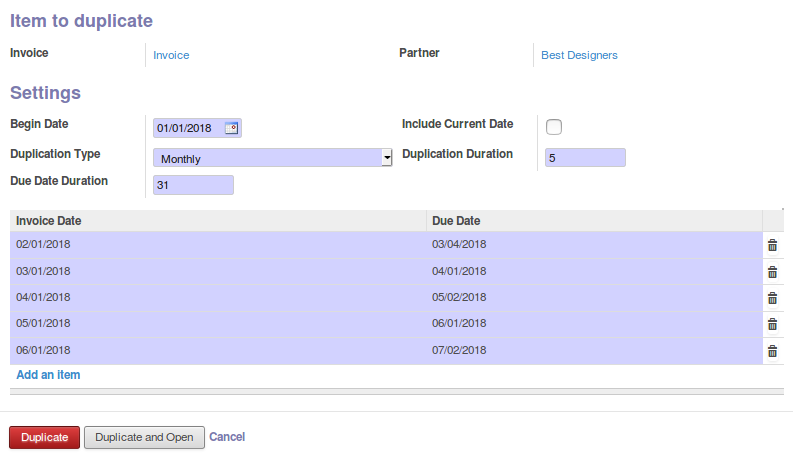 Item to duplicate
Invoice Invoice Partner Best Designers
Settings
Begin Date 01/01/2018 Include Current Date
Duplication Type Monthly Duplication Duration 5
Due Date Duration 31
Invoice Date Due Date
02/01/2018 03/04/2018
03/01/2018 04/01/2018
04/01/2018 05/02/2018
05/01/2018 06/01/2018
06/01/2018 07/02/2018
Add an item
Duplicate Duplicate and Open Cancel